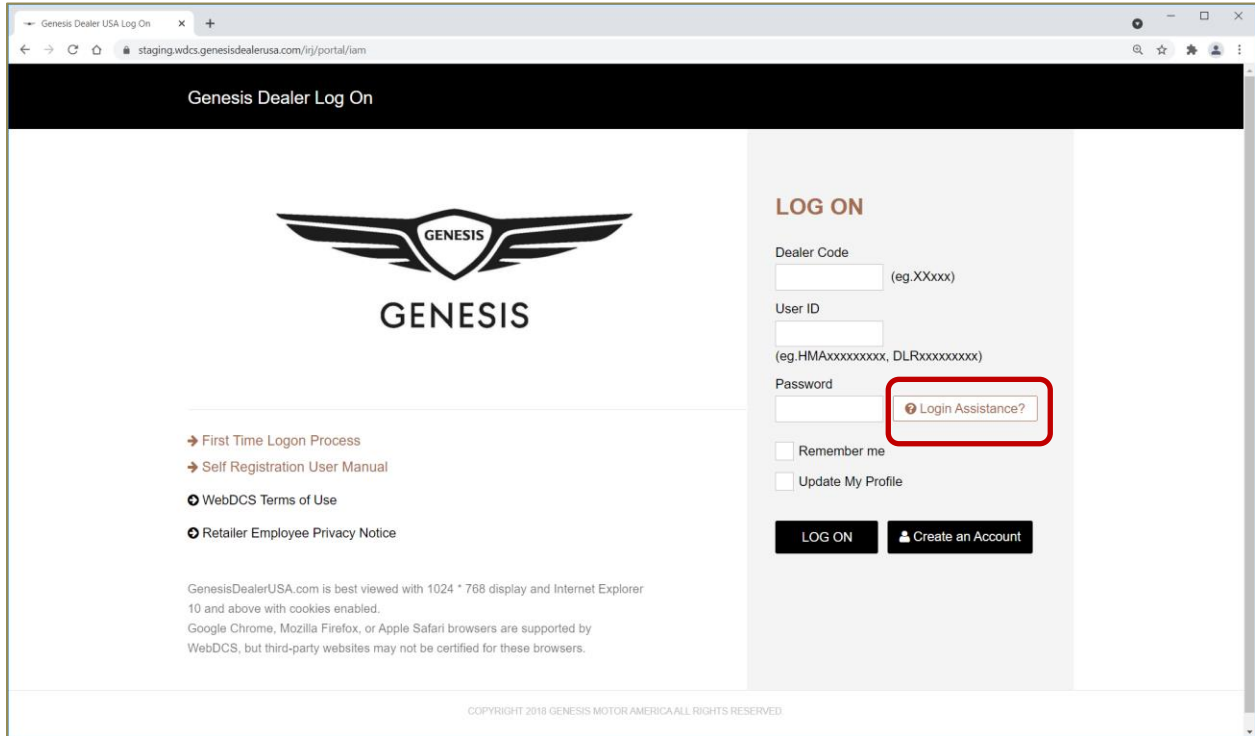 Genesis Dealer USA Log On
staging.wdcs.genesisdealerusa.com/irj/portal/iam
Genesis Dealer Log On
GENESIS
GENESIS
LOG ON
Dealer Code
(eg.XXxxx)
User ID
(eg.HMAxxxxxxxxx, DLRxxxxxxxxx)
Password
Login Assistance?
Remember me
Update My Profile
LOG ON
Create an Account
First Time Logon Process
Self Registration User Manual
WebDCS Terms of Use
Retailer Employee Privacy Notice
GenesisDealerUSA.com is best viewed with 1024 * 768 display and Internet Explorer
10 and above with cookies enabled.
Google Chrome, Mozilla Firefox, or Apple Safari browsers are supported by
WebDCS, but third-party websites may not be certified for these browsers.
COPYRIGHT 2018 GENESIS MOTOR AMERICA ALL RIGHTS RESERVED